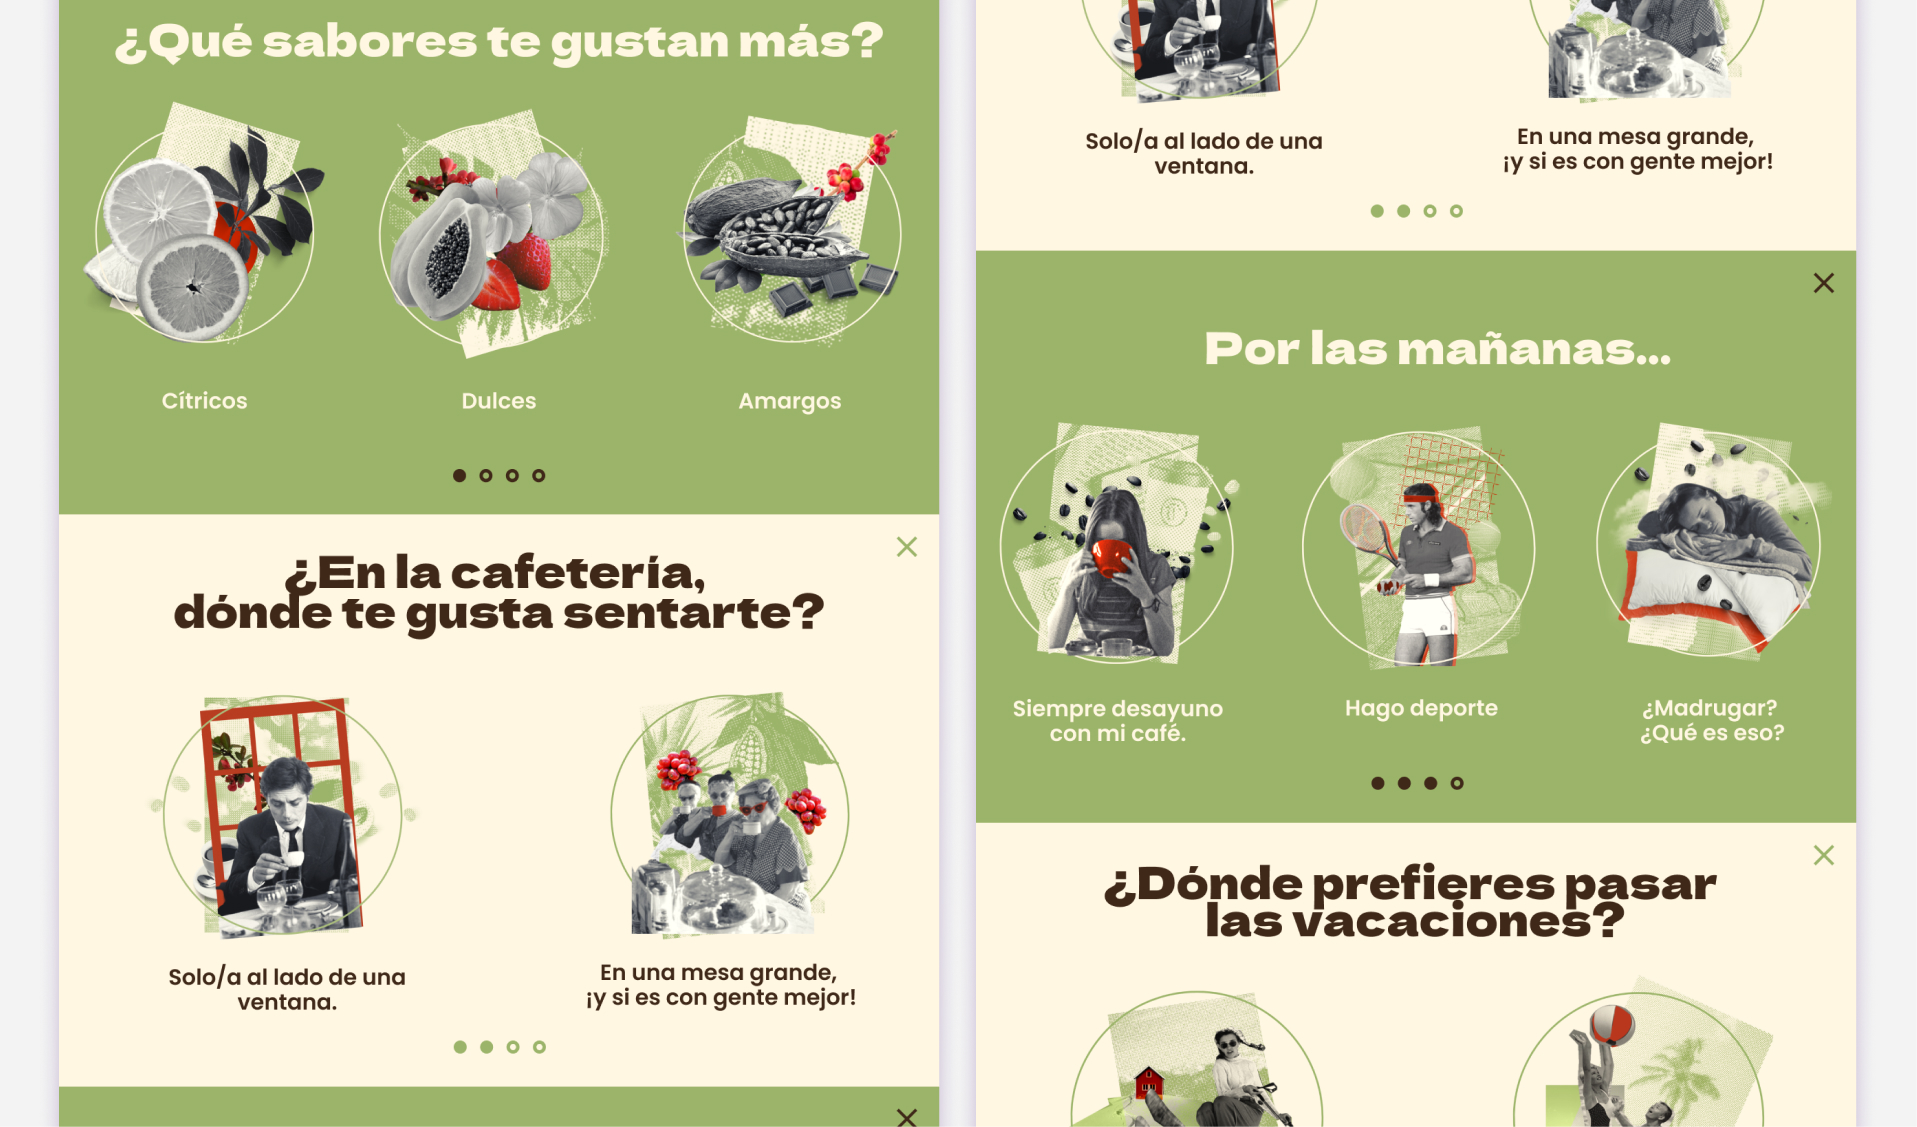 ¿Qué sabores te gustan más?
Cítricos
Dulces
Amargos
¿En la cafetería,
dónde te gusta sentarte?
Solo/a al lado de una
ventana.
En una mesa grande,
¡y si es con gente mejor!
Solo/a al lado de una
ventana.
En una mesa grande,
¡y si es con gente mejor!
Por las mañanas...
Siempre desayuno
con mi café.
Hago deporte
¿Madrugar?
¿Qué es eso?
¿Dónde prefieres pasar
las vacaciones?